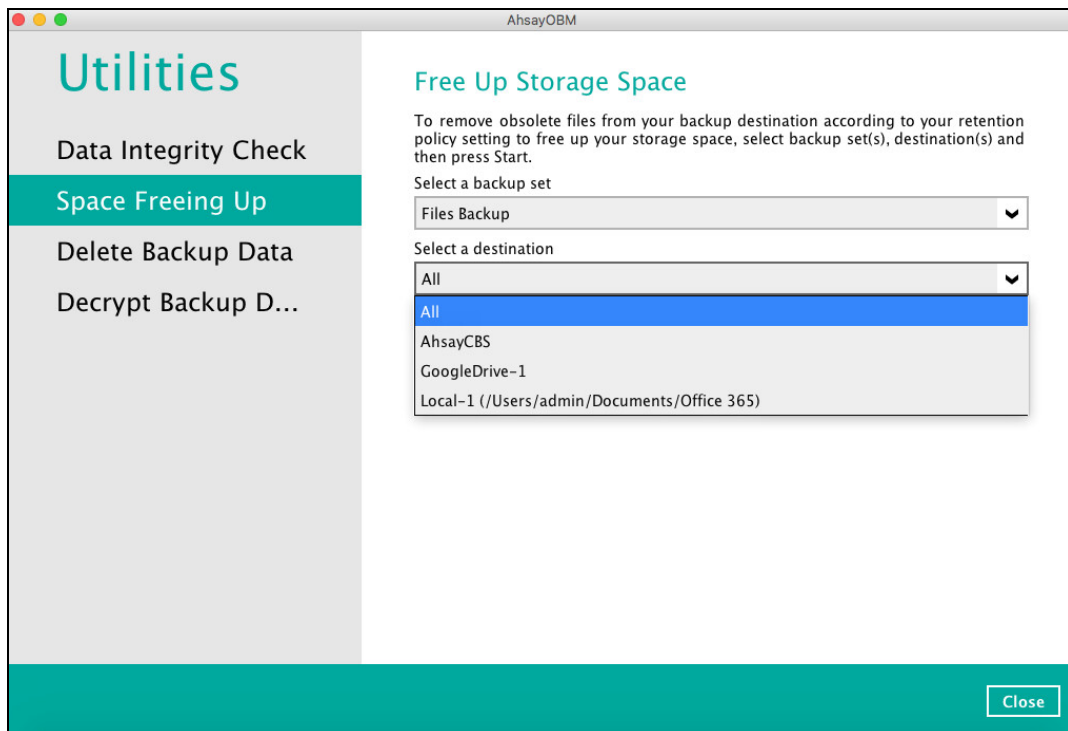 AhsayOBM
Utilities
Data Integrity Check
Space Freeing Up
Delete Backup Data
Decrypt Backup D...
Free Up Storage Space
To remove obsolete files from your backup destination according to your retention
policy setting to free up your storage space, select backup set(s), destination(s) and
then press Start.
Select a backup set
Files Backup
Select a destination
All
All
AhsayCBS
GoogleDrive-1
Local-1 (/Users/admin/Documents/Office 365)
Close